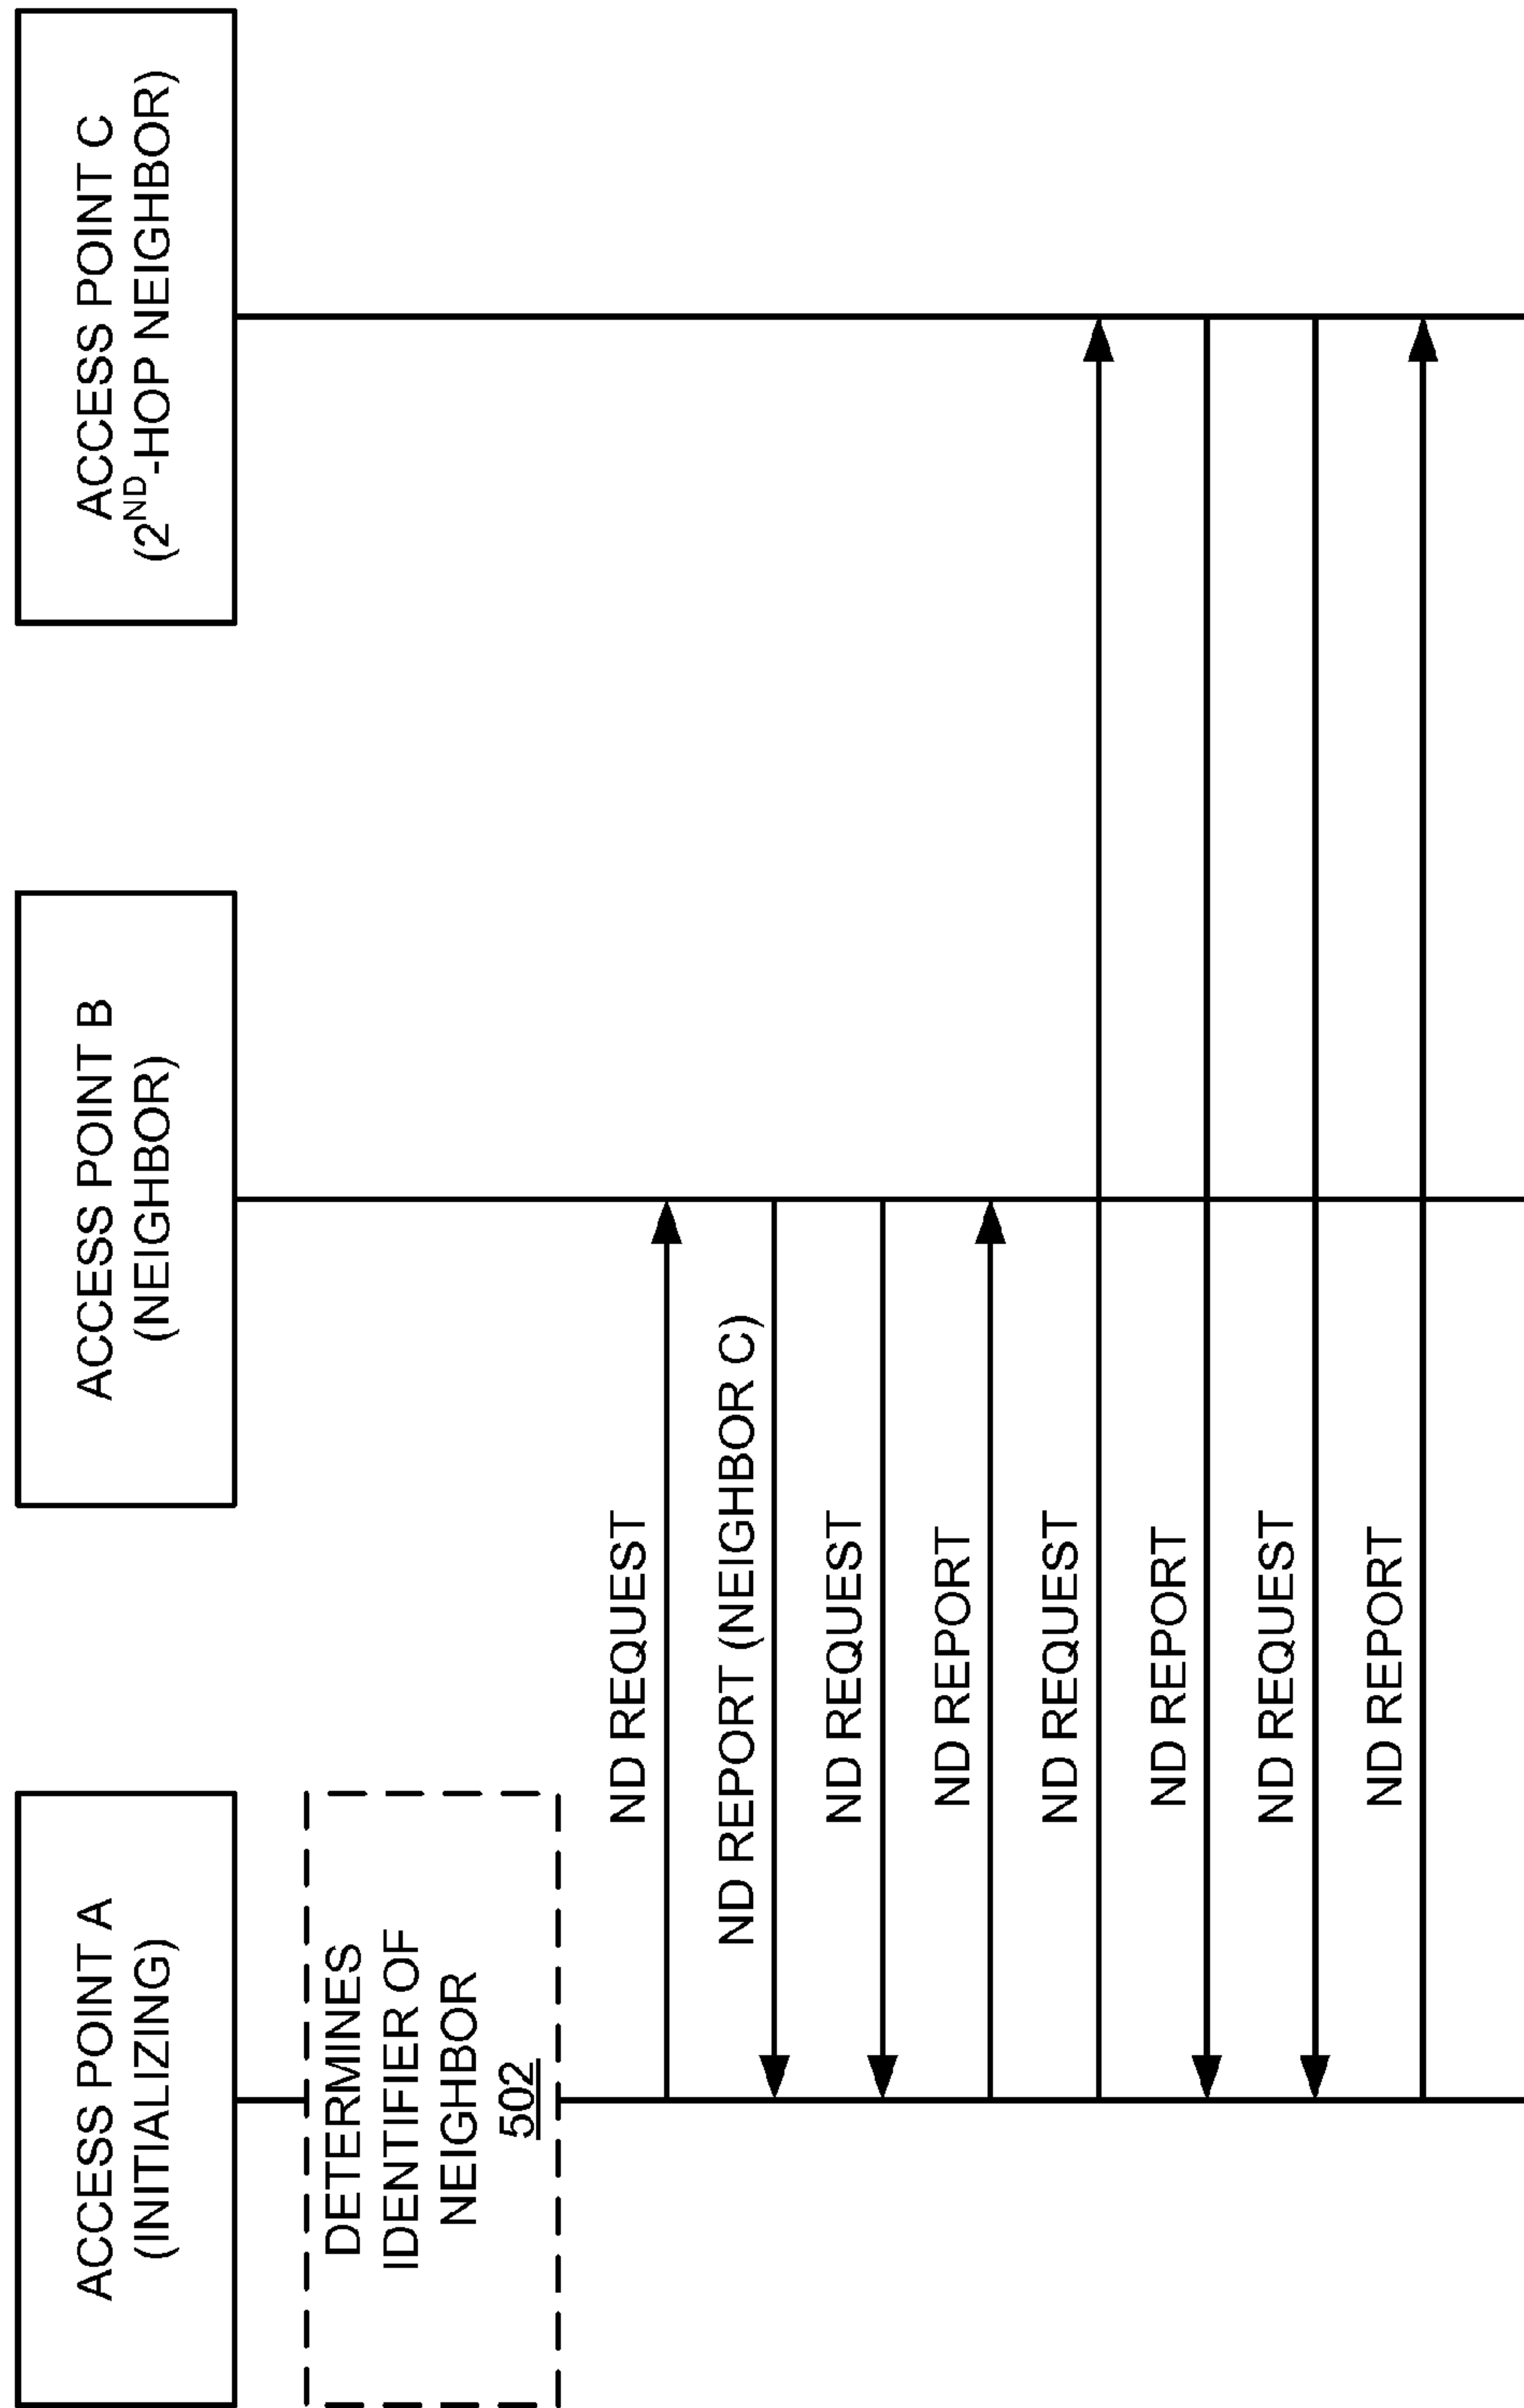 ACCESS POINT A
(INITIALIZING)
ACCESS POINT B
(NEIGHBOR)
ACCESS POINT C
(2ND-HOP NEIGHBOR)
DETERMINES
IDENTIFIER OF
NEIGHBOR
502
ND REQUEST
ND REPORT (NEIGHBOR C)
ND REQUEST
ND REPORT
ND REQUEST
ND REPORT
ND REQUEST
ND REPORT